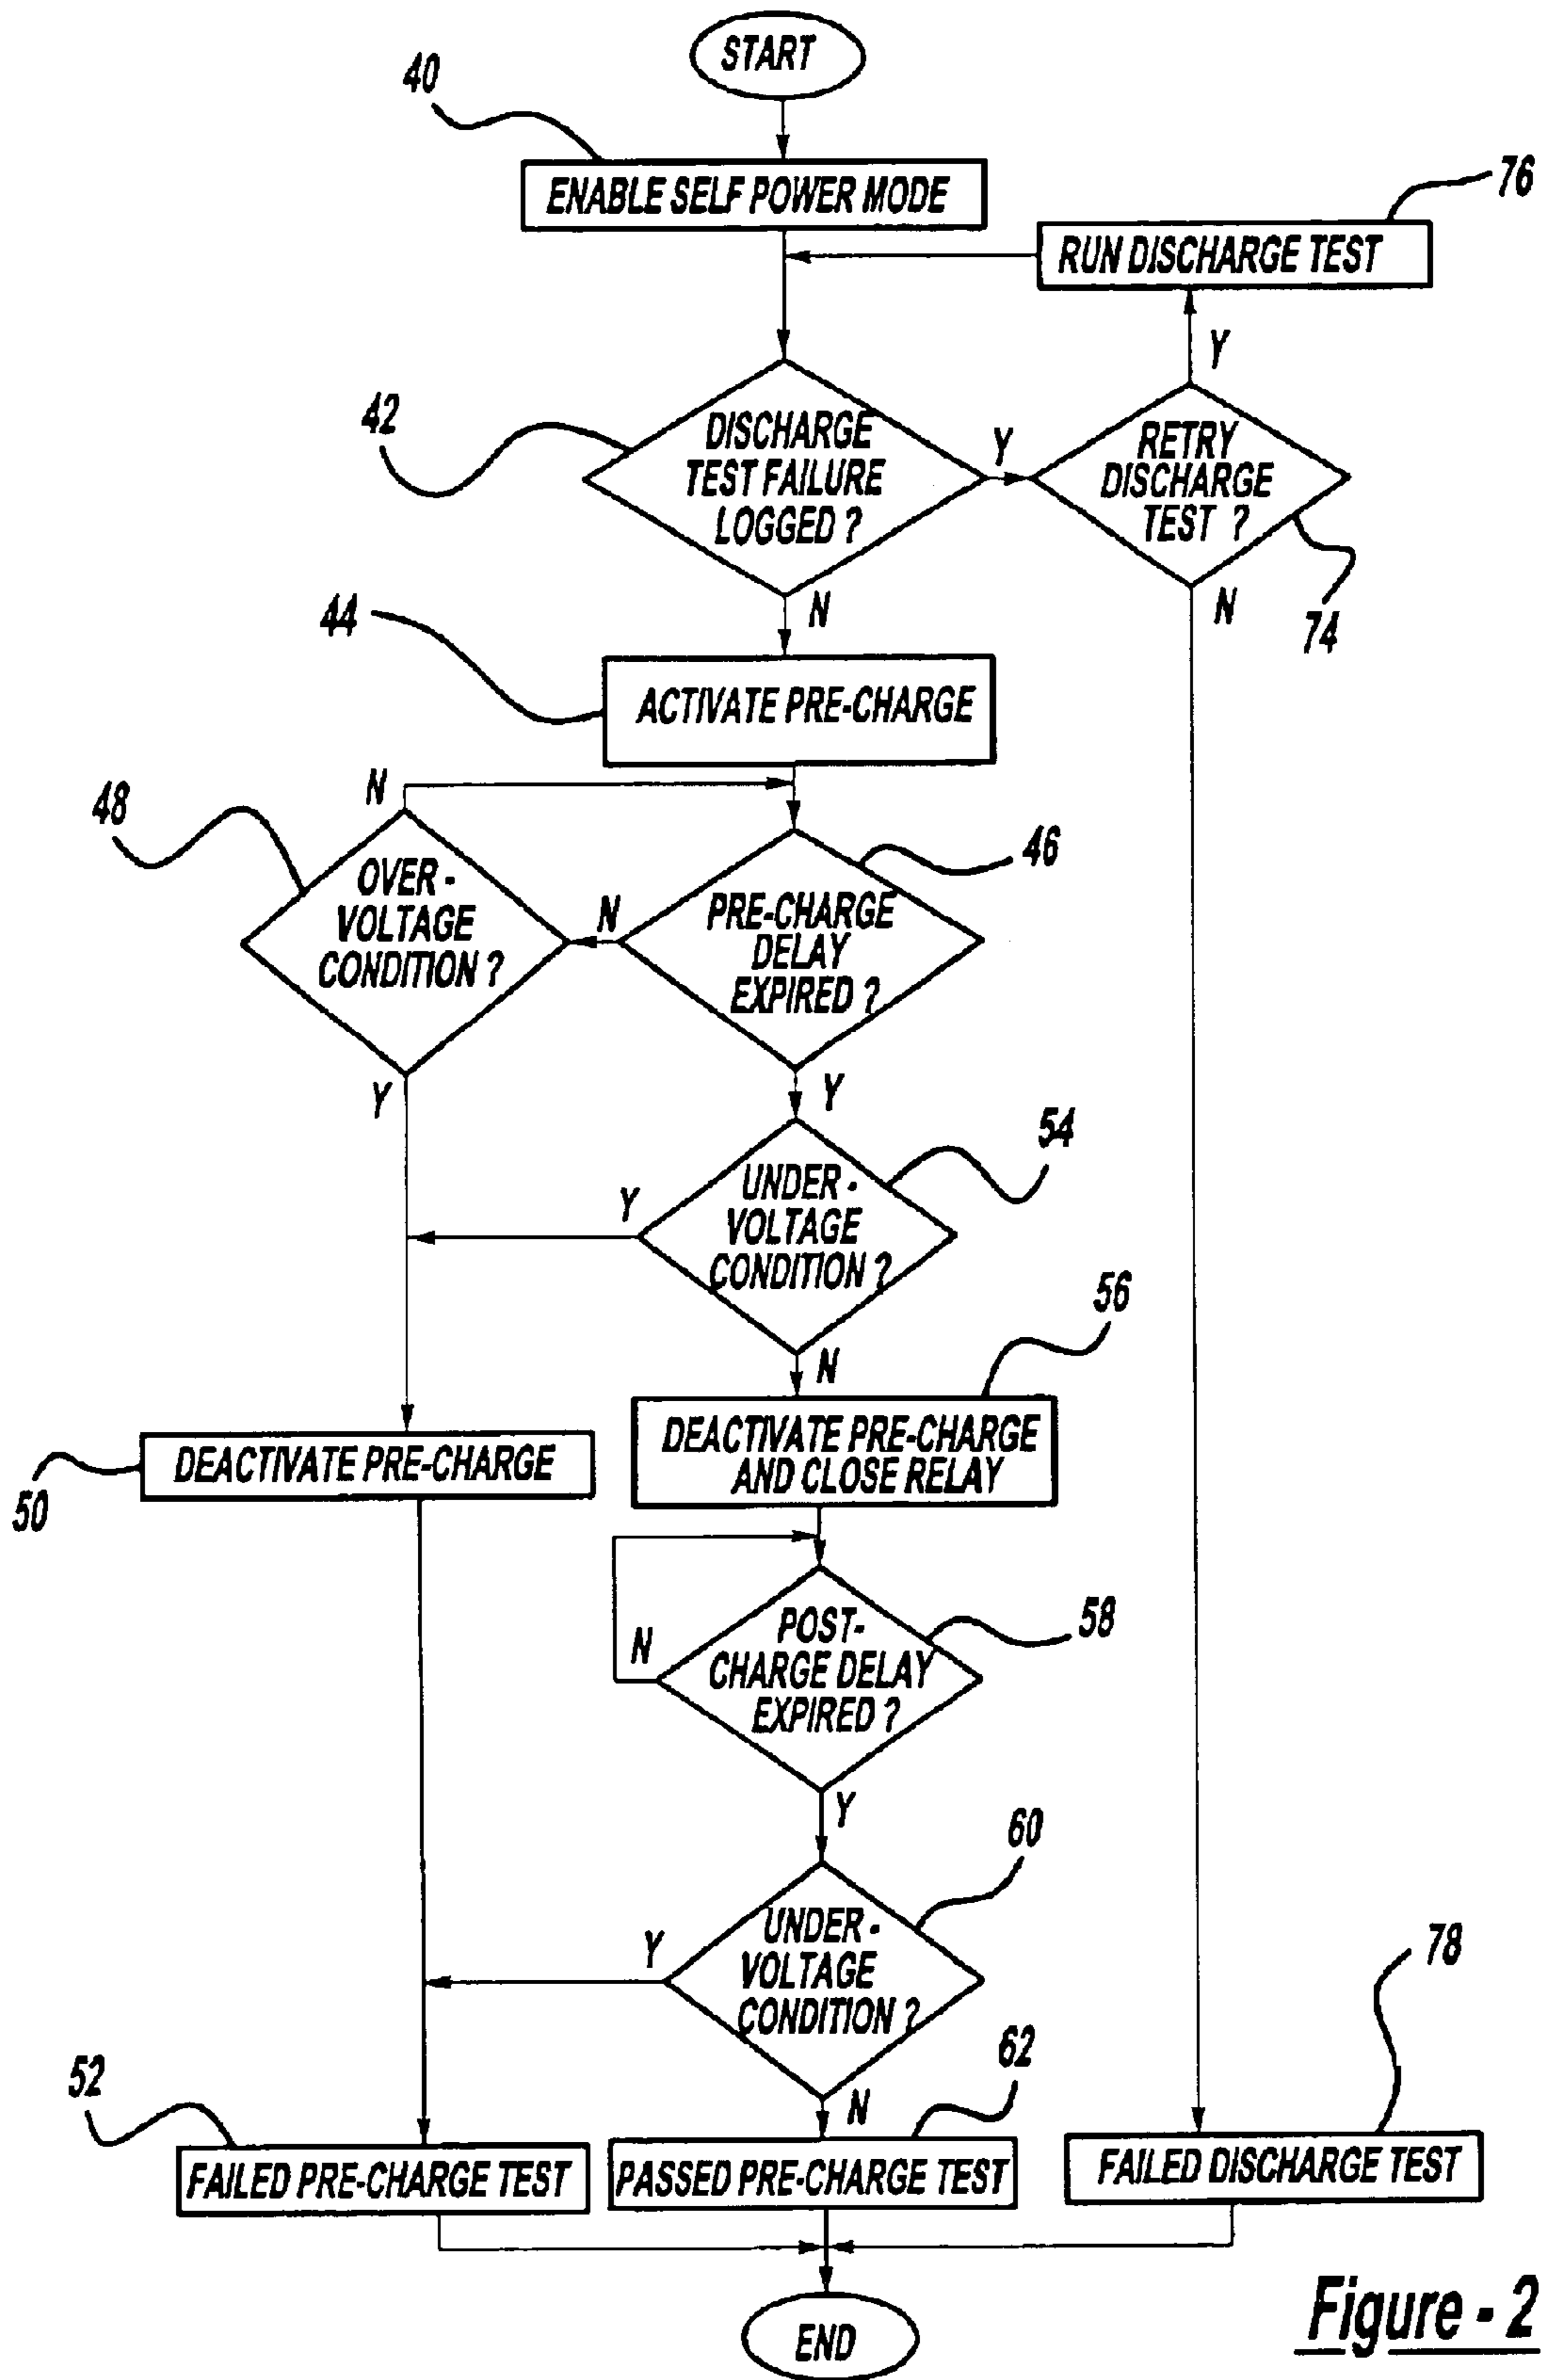 START
40
ENABLE SELF POWER MODE
76
RUN DISCHARGE TEST
Y
42
DISCHARGE
TEST FAILURE
LOGGED ?
Y
RETRY
DISCHARGE
TEST ?
74
N
N
44
ACTIVATE PRE-CHARGE
N
48
OVER -
VOLTAGE
CONDITION ?
N
46
PRE-CHARGE
DELAY
EXPIRED ?
Y
Y
54
UNDER -
VOLTAGE
CONDITION ?
Y
N
56
DEACTIVATE PRE-CHARGE
50
DEACTIVATE PRE-CHARGE
AND CLOSE RELAY
POST-
CHARGE DELAY
EXPIRED ?
58
N
Y
60
UNDER -
VOLTAGE
CONDITION ?
Y
N
78
52
FAILED PRE-CHARGE TEST
62
PASSED PRE-CHARGE TEST
FAILED DISCHARGE TEST
END
Figure - 2